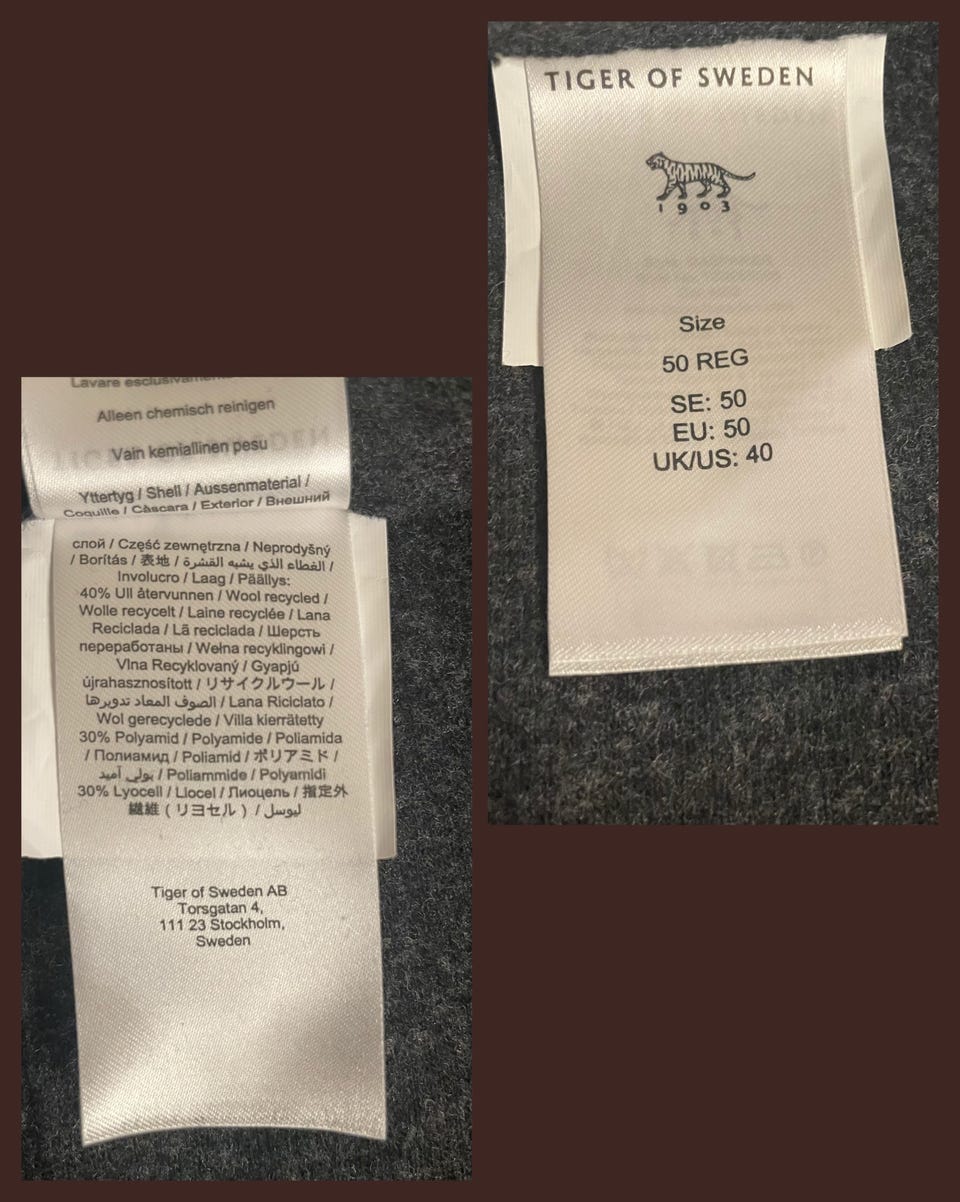 TIGER OF SWEDEN
1903
Size
50 REG
SE: 50
EU: 50
UK/US: 40
Lavare esclusivamente
Alleen chemisch reinigen
Vain kemiallinen pesu
Yttertyg / Shell / Aussenmaterial /
Coquille / Càscara / Exterior / Внешний
слой / Część zewnętrzna / Neprodyšný
/ Borítás / 表地 / الغطاء الذي يشبه القشرة /
Involucro / Laag / Päällys:
40% Ull återvunnen / Wool recycled /
Wolle recycelt / Laine recyclée / Lana
Reciclada / Lã reciclada / Шерсть
переработаны / Wełna recyklingowi /
Vlna Recyklovaný / Gyapjú
újrahasznosított / リサイクルウール /
الصوف المعاد تدويرها / Lana Riciclato /
Wol gerecyclede / Villa kierrätetty
30% Polyamid / Polyamide / Poliamida
/ Полиамид / Poliamid / ポリアミド /
بولي أميد / Poliammide / Polyamidi
30% Lyocell / Liocel / Лиоцель / 指定外
繊維 ( リヨセル ) / ليوسل
Tiger of Sweden AB
Torsgatan 4,
111 23 Stockholm,
Sweden